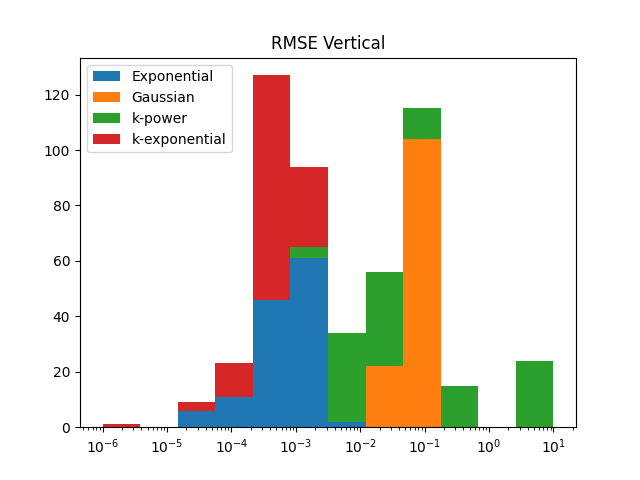 RMSE Vertical
Exponential
Gaussian
k-power
k-exponential
120
100
80
60
40
20
0
10⁻⁶ 10⁻⁵ 10⁻⁴ 10⁻³ 10⁻² 10⁻¹ 10⁰ 10¹